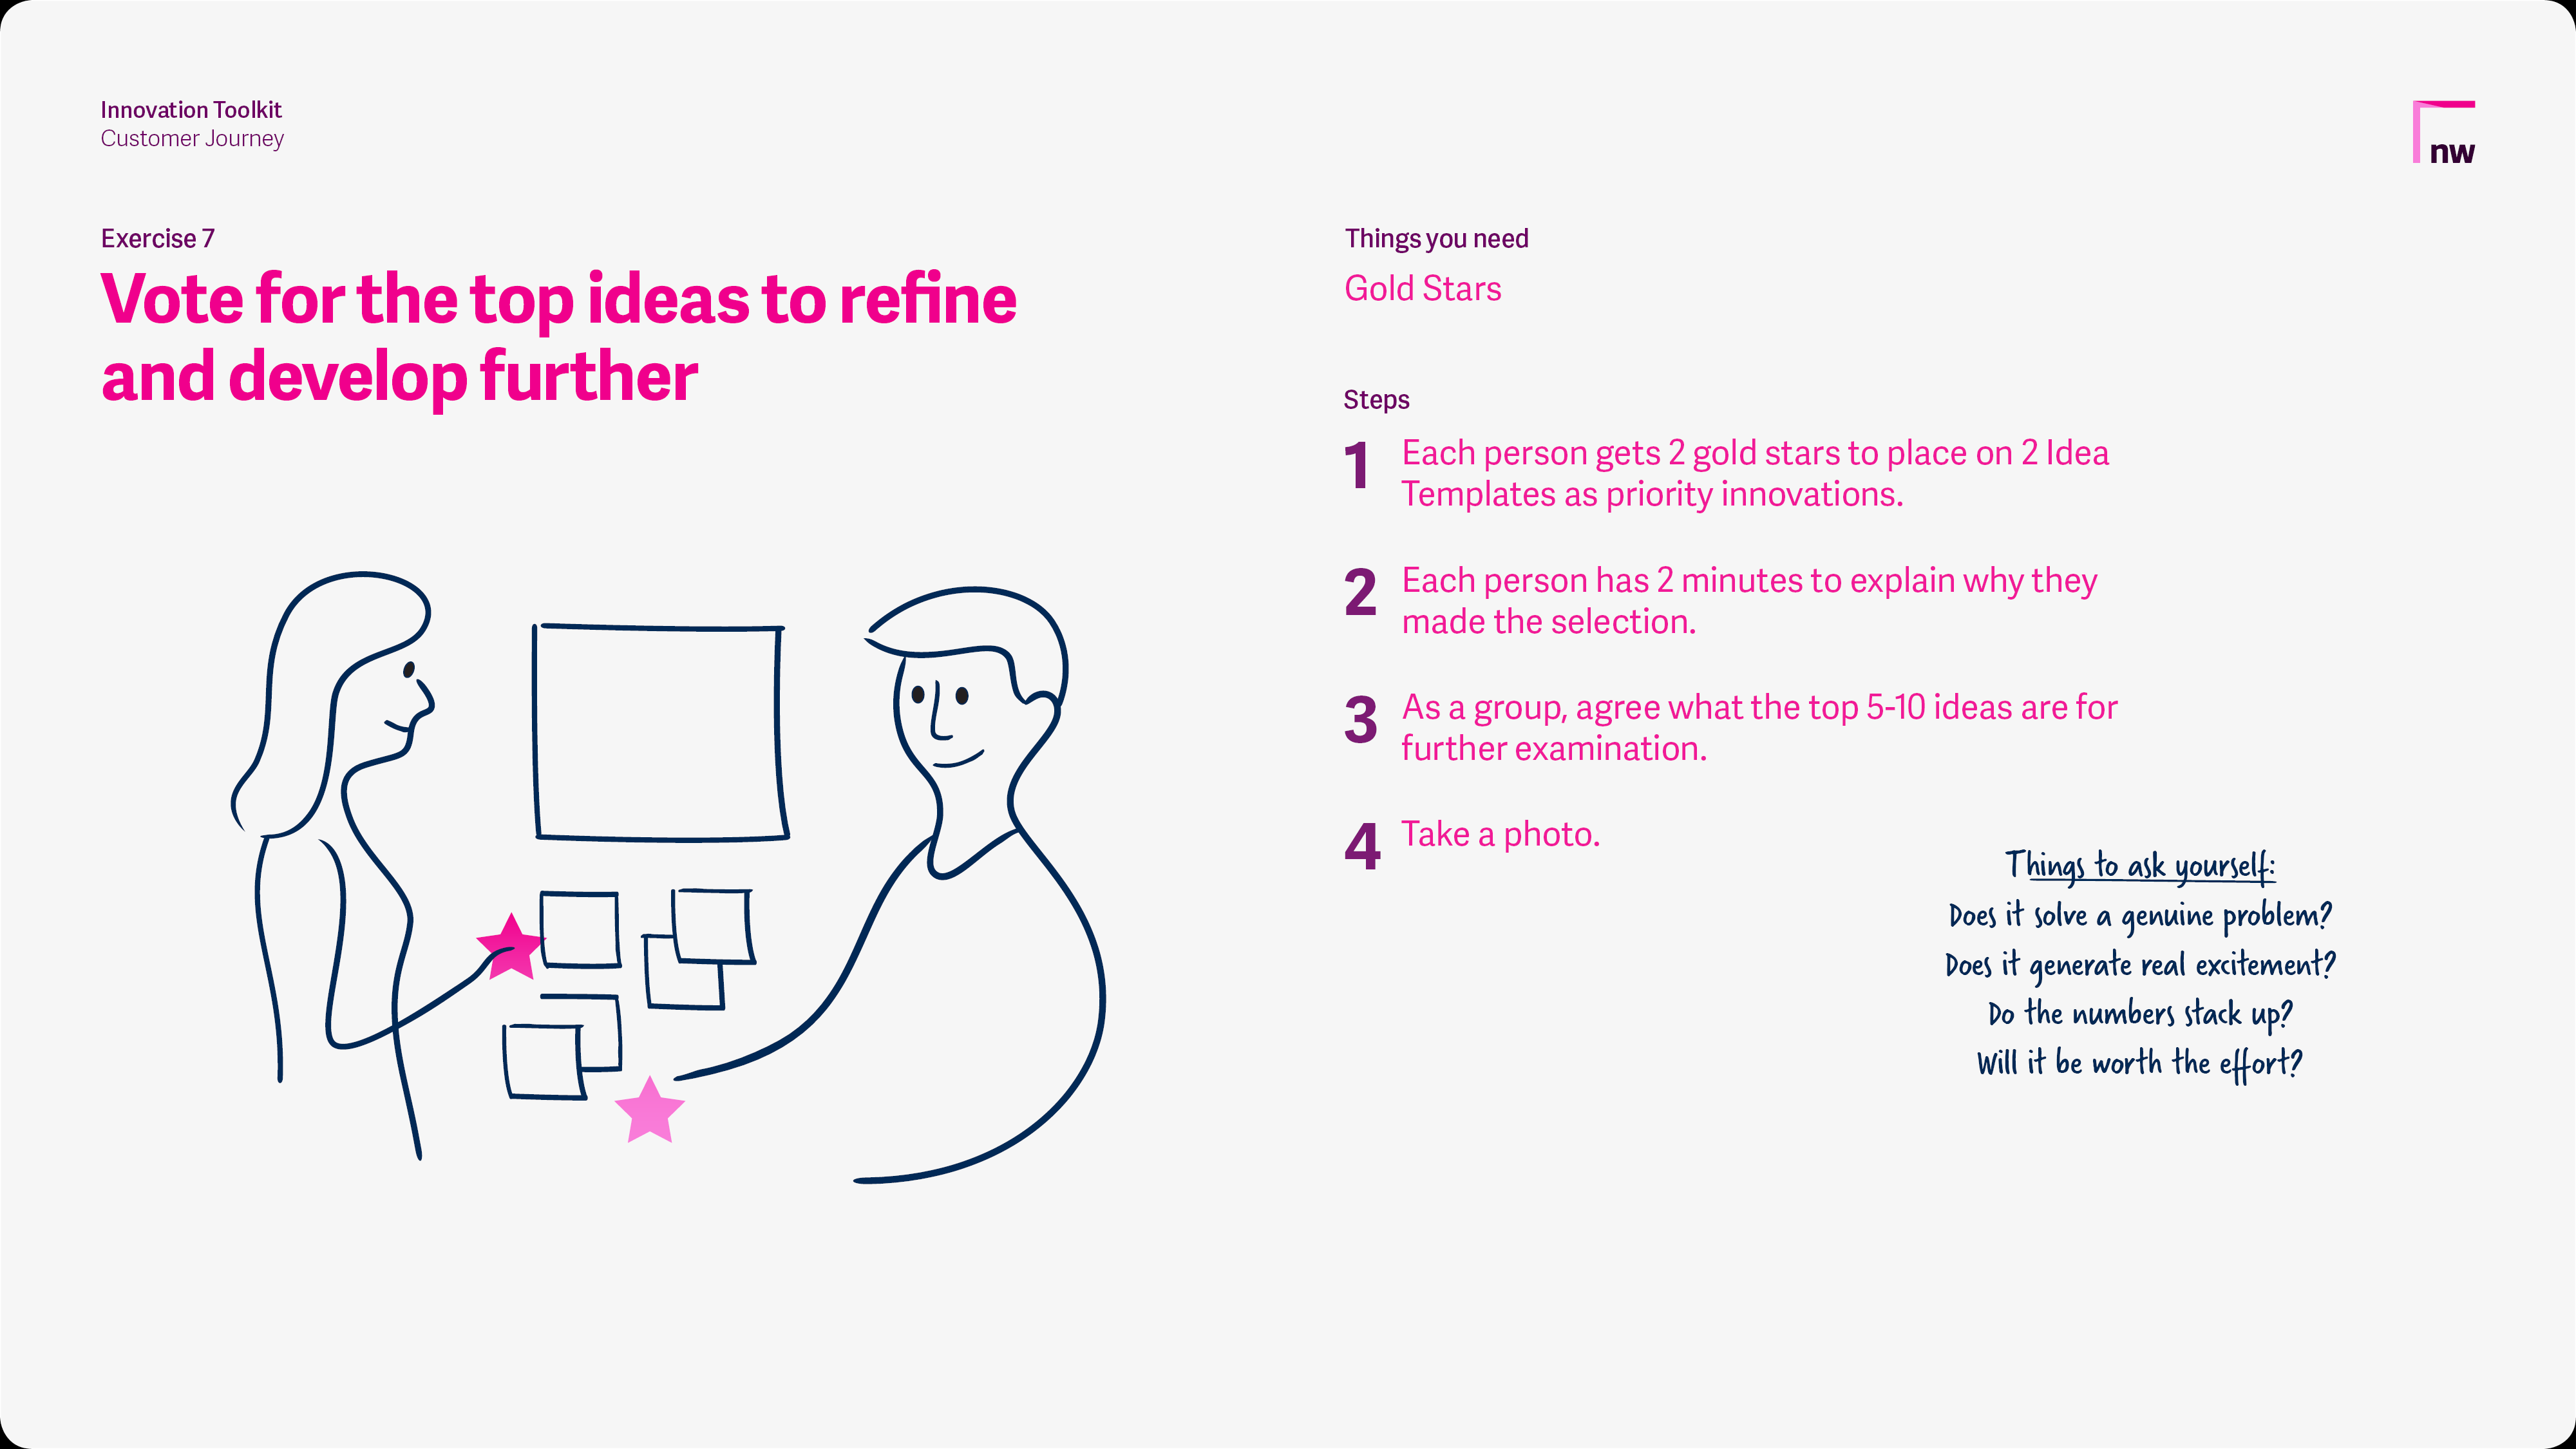 Innovation Toolkit
Customer Journey
nw
Exercise 7
Vote for the top ideas to refine
and develop further
Things you need
Gold Stars
Steps
1 Each person gets 2 gold stars to place on 2 Idea
Templates as priority innovations.
2 Each person has 2 minutes to explain why they
made the selection.
3 As a group, agree what the top 5-10 ideas are for
further examination.
4 Take a photo.
Things to ask yourself:
Does it solve a genuine problem?
Does it generate real excitement?
Do the numbers stack up?
Will it be worth the effort?